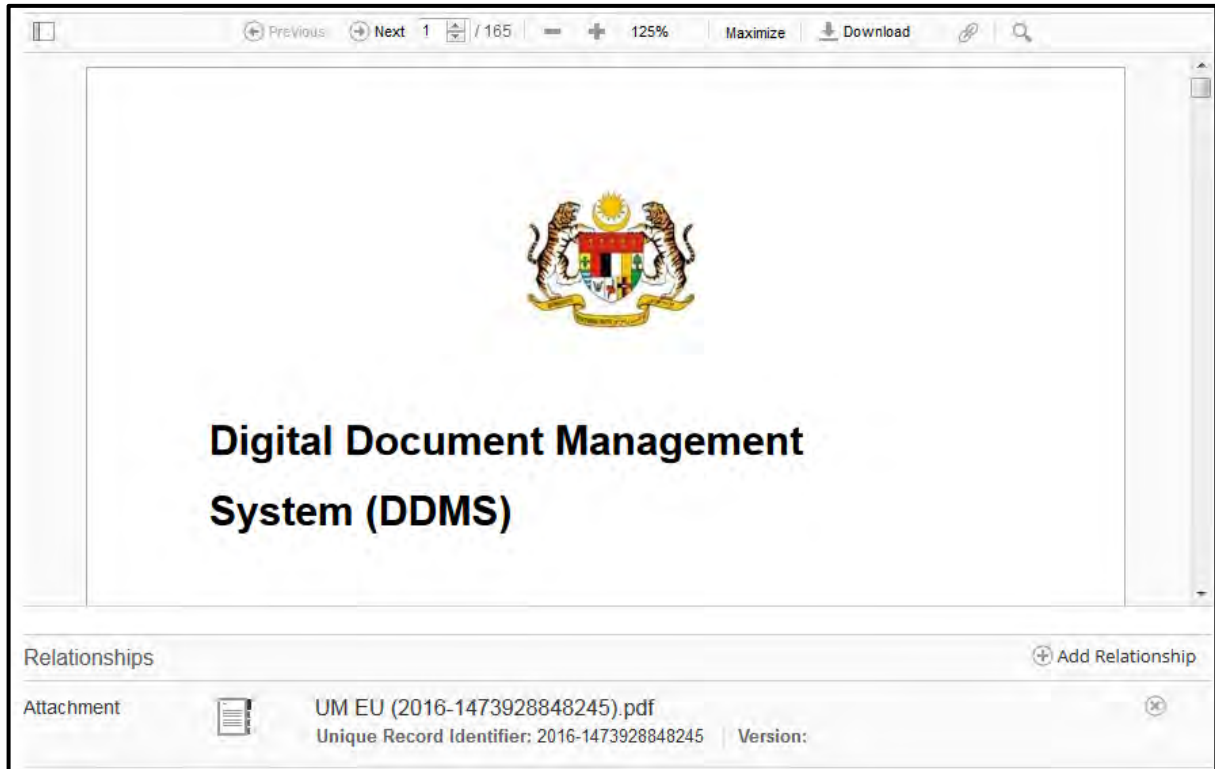 Previous Next 1 / 165 125% Maximize Download
Digital Document Management
System (DDMS)
Relationships Add Relationship
Attachment UM EU (2016-1473928848245).pdf
Unique Record Identifier: 2016-1473928848245 Version: